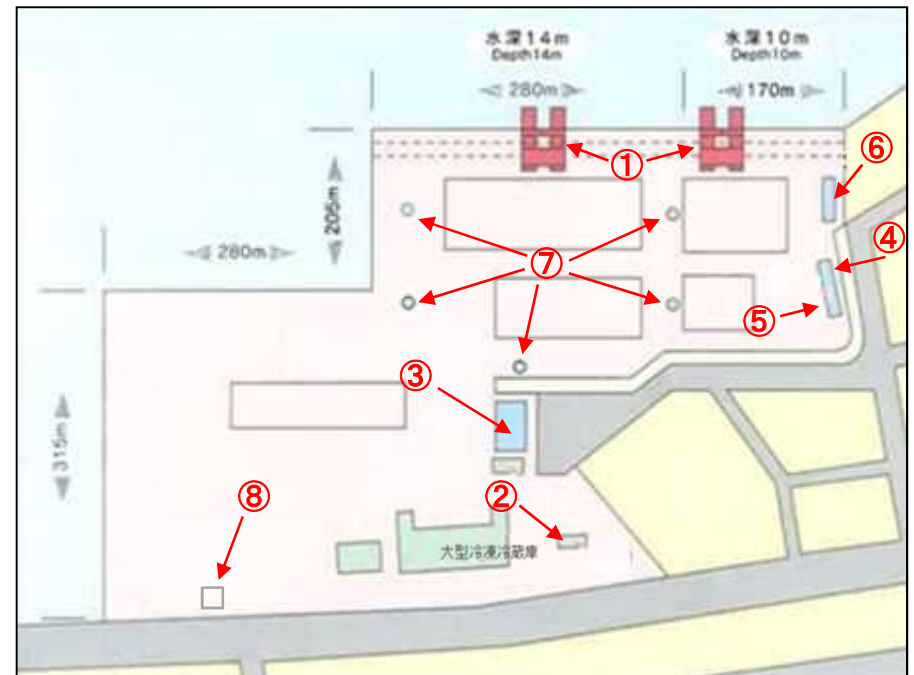 水深14m
Depth14m
水深10m
Depth10m
280m
170m
①
⑥
205m
④
280m
⑦
⑤
③
315m
②
⑧
大型冷凍冷蔵庫